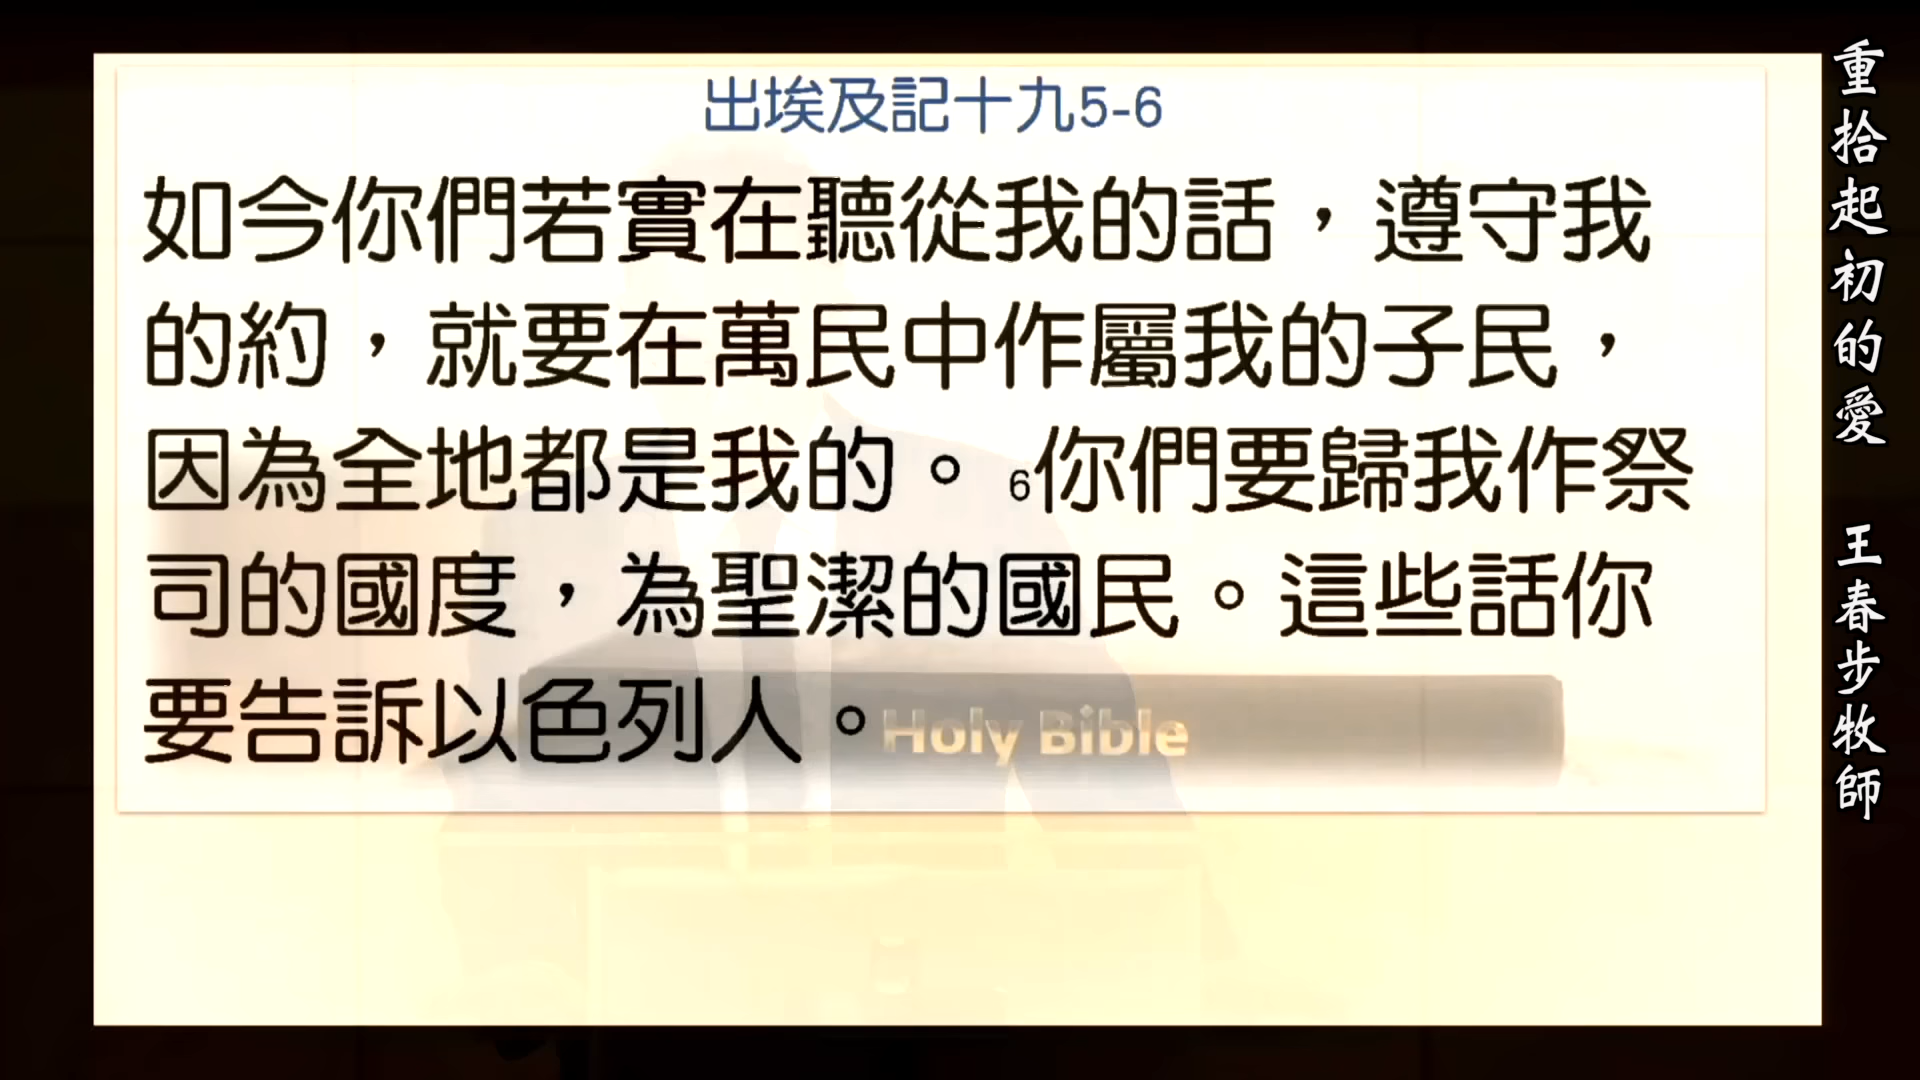 出埃及記十九5-6
如今你們若實在聽從我的話，遵守我
的約，就要在萬民中作屬我的子民，
因為全地都是我的。6你們要歸我作祭
司的國度，為聖潔的國民。這些話你
要告訴以色列人。
Holy Bible
重拾起初的愛 王春步牧師